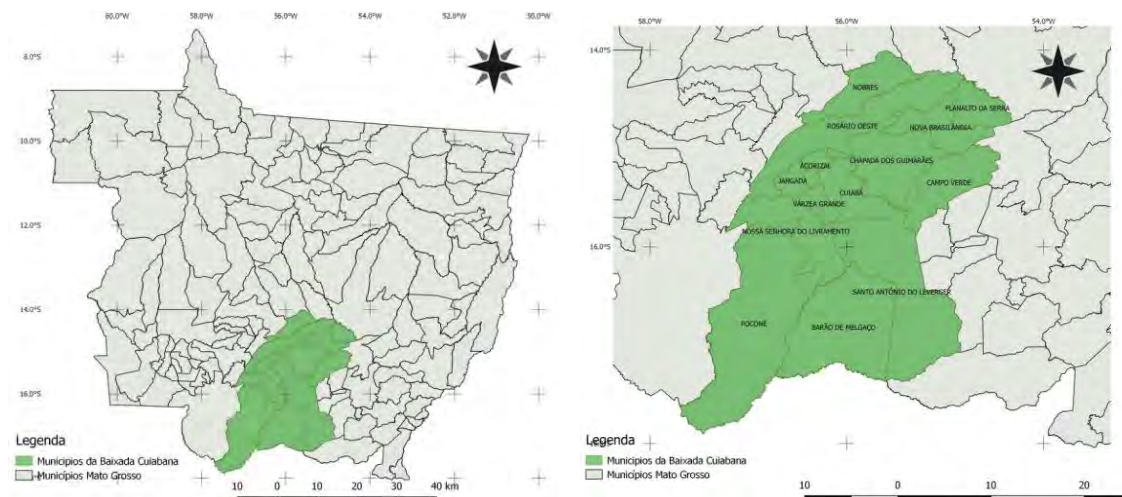 60.0°S 58.0°S 56.0°S 54.0°S 52.0°S 50.0°S
8.0°S
10.0°S
12.0°S
14.0°S
16.0°S
Legenda
Municipios da Baixada Cuiabana
Municípios Mato Grosso
10 0 10 20 30 40 km
58.0°S 56.0°S 54.0°S
14.0°S
NOBRES
PLANALTO DA SERRA
ROSÁRIO OESTE
NOVA BRASILÂNDIA
ACORIZAL
CHAPADA DOS GUIMARÃES
JANGADA
CUIABÁ
CAMPO VERDE
VÁRZEA GRANDE
NOSSA SENHORA DO LIVRAMENTO
16.0°S
SANTO ANTÔNIO DO LEVERGER
POCONÉ
BARÃO DE MELGAÇO
Legenda
Municipios da Baixada Cuiabana
Municípios Mato Grosso
10 0 10 20